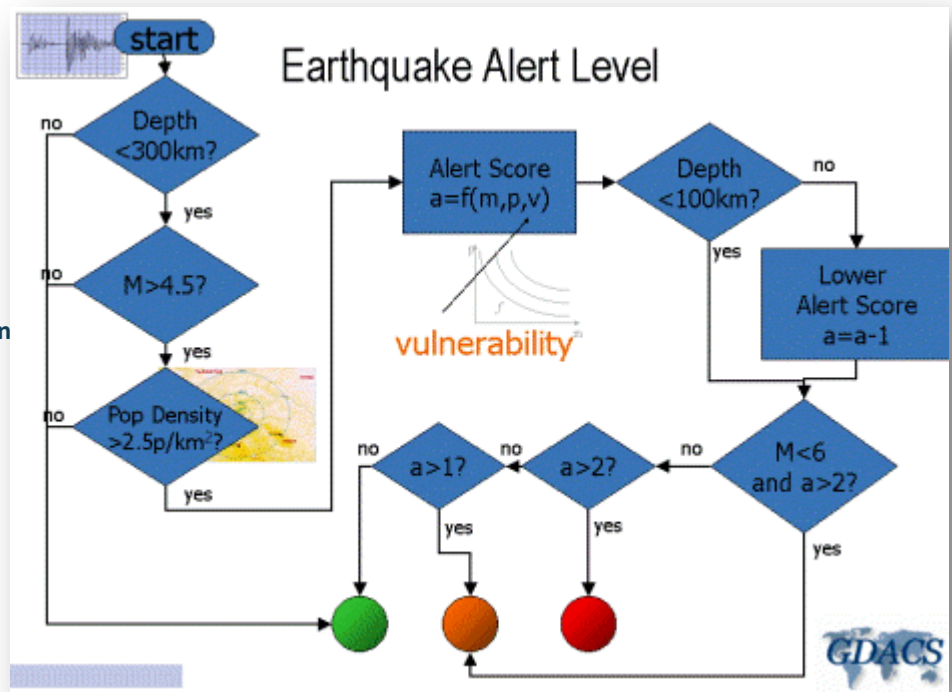 start
Earthquake Alert Level
no
Depth
<300km?
yes
no
M>4.5?
n
yes
no
Pop Density
>2.5p/km²?
yes
Alert Score
a=f(m,p,v)
vulnerability
Depth
<100km?
no
yes
Lower
Alert Score
a=a-1
M<6
and a>2?
no
yes
a>2?
no
yes
a>1?
no
yes
GDACS